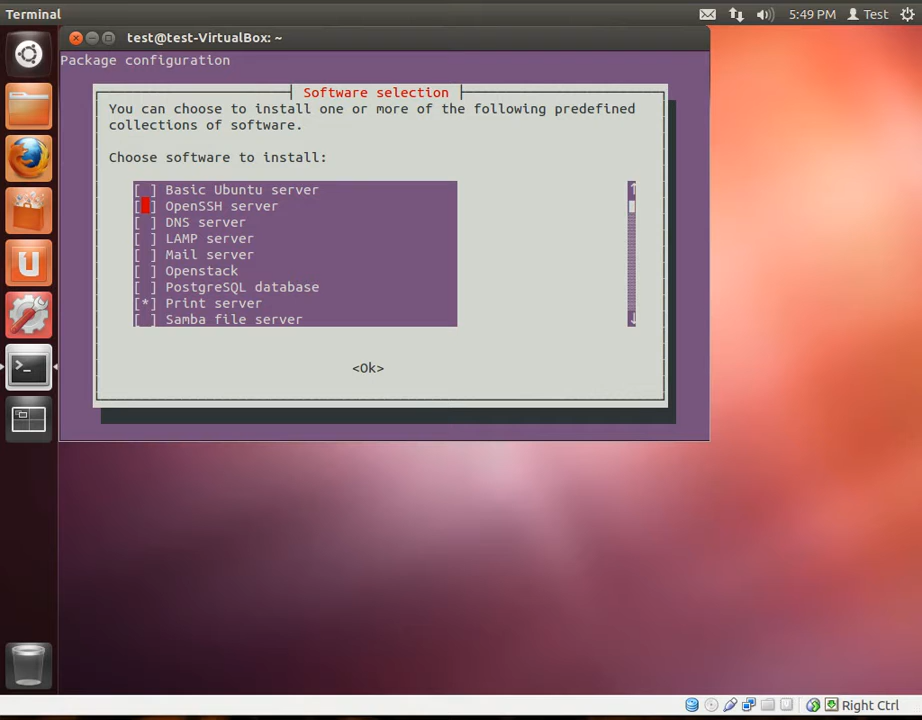 Terminal
5:49 PM Test
test@test-VirtualBox: ~
Package configuration
Software selection
You can choose to install one or more of the following predefined
collections of software.
Choose software to install:
[ ] Basic Ubuntu server
[ ] OpenSSH server
[ ] DNS server
[ ] LAMP server
[ ] Mail server
[ ] Openstack
[ ] PostgreSQL database
[*] Print server
[ ] Samba file server
<Ok>
Right Ctrl